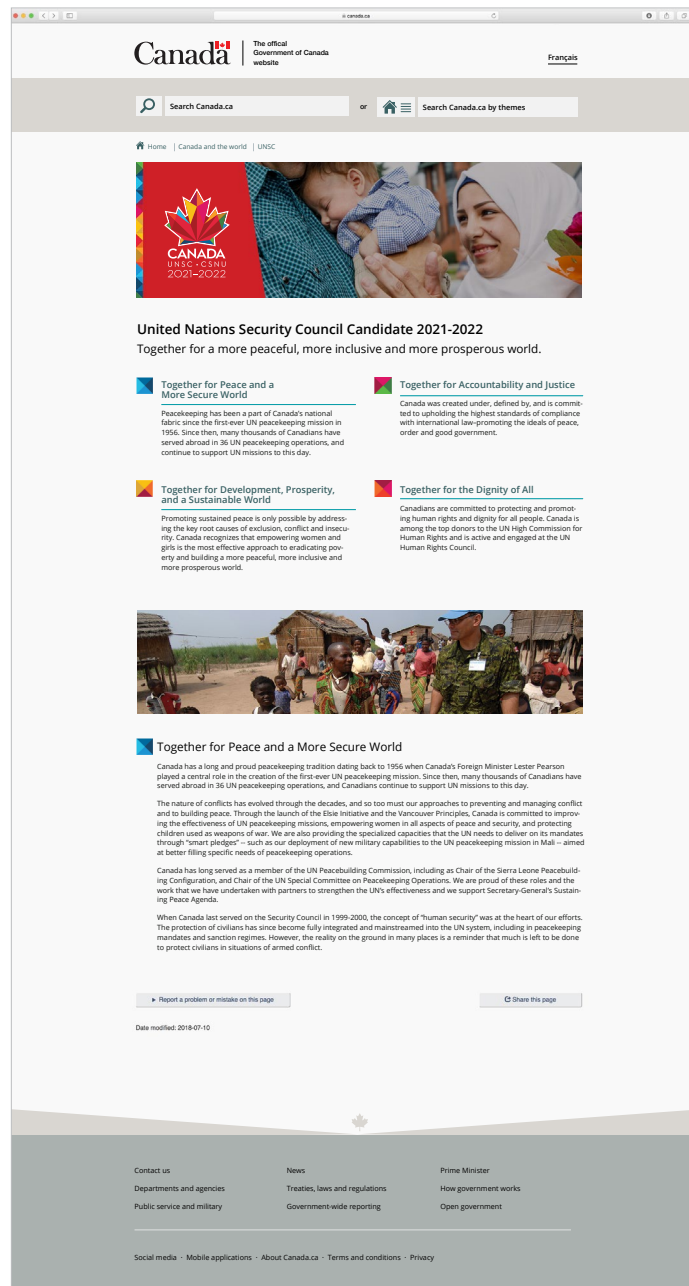 canada.ca
Canada
The offical
Government of Canada
website
Français
Search Canada.ca
or
Search Canada.ca by themes
Home | Canada and the world | UNSC
CANADA
UNSC • CSNU
2021–2022
United Nations Security Council Candidate 2021-2022
Together for a more peaceful, more inclusive and more prosperous world.
Together for Peace and a
More Secure World
Peacekeeping has been a part of Canada's national
fabric since the first-ever UN peacekeeping mission in
1956. Since then, many thousands of Canadians have
served abroad in 36 UN peacekeeping operations, and
continue to support UN missions to this day.
Together for Accountability and Justice
Canada was created under, defined by, and is commit-
ted to upholding the highest standards of compliance
with international law–promoting the ideals of peace,
order and good government.
Together for Development, Prosperity,
and a Sustainable World
Promoting sustained peace is only possible by address-
ing the key root causes of exclusion, conflict and insecu-
rity. Canada recognizes that empowering women and
girls is the most effective approach to eradicating pov-
erty and building a more peaceful, more inclusive and
more prosperous world.
Together for the Dignity of All
Canadians are committed to protecting and promot-
ing human rights and dignity for all people. Canada is
among the top donors to the UN High Commission for
Human Rights and is active and engaged at the UN
Human Rights Council.
Together for Peace and a More Secure World
Canada has a long and proud peacekeeping tradition dating back to 1956 when Canada's Foreign Minister Lester Pearson
played a central role in the creation of the first-ever UN peacekeeping mission. Since then, many thousands of Canadians have
served abroad in 36 UN peacekeeping operations, and Canada continues to support UN missions to this day.
The nature of conflicts has evolved through the decades, and so too must our approaches to preventing and managing conflict
and to building peace. Through the launch of the Elsie Initiative and the Vancouver Principles, Canada is committed to improv-
ing the effectiveness of UN peacekeeping missions, empowering women in all aspects of peace and security, and protecting
children used as weapons of war. We are also providing the specialized capacities that the UN needs to deliver on its mandates
through "smart pledges" -- such as our deployment of new military capabilities to the UN peacekeeping mission in Mali -- aimed
at better filling specific needs of peacekeeping operations.
Canada has long served as a member of the UN Peacebuilding Commission, including as Chair of the Sierra Leone Peacebuild-
ing Configuration, and Chair of the UN Special Committee on Peacekeeping Operations. We are proud of these roles and the
work that we have undertaken with partners to strengthen the UN's effectiveness and we support Secretary-General's Sustain-
ing Peace Agenda.
When Canada last served on the Security Council in 1999-2000, the concept of "human security" was at the heart of our efforts.
The protection of civilians has since become fully integrated and mainstreamed into the UN system, including in peacekeeping
mandates and sanction regimes. However, the reality on the ground in many places is a reminder that much is left to be done
to protect civilians in situations of armed conflict.
Report a problem or mistake on this page
Share this page
Date modified: 2018-07-10
Contact us
News
Prime Minister
Departments and agencies
Treaties, laws and regulations
How government works
Public service and military
Government-wide reporting
Open government
Social media · Mobile applications · About Canada.ca · Terms and conditions · Privacy